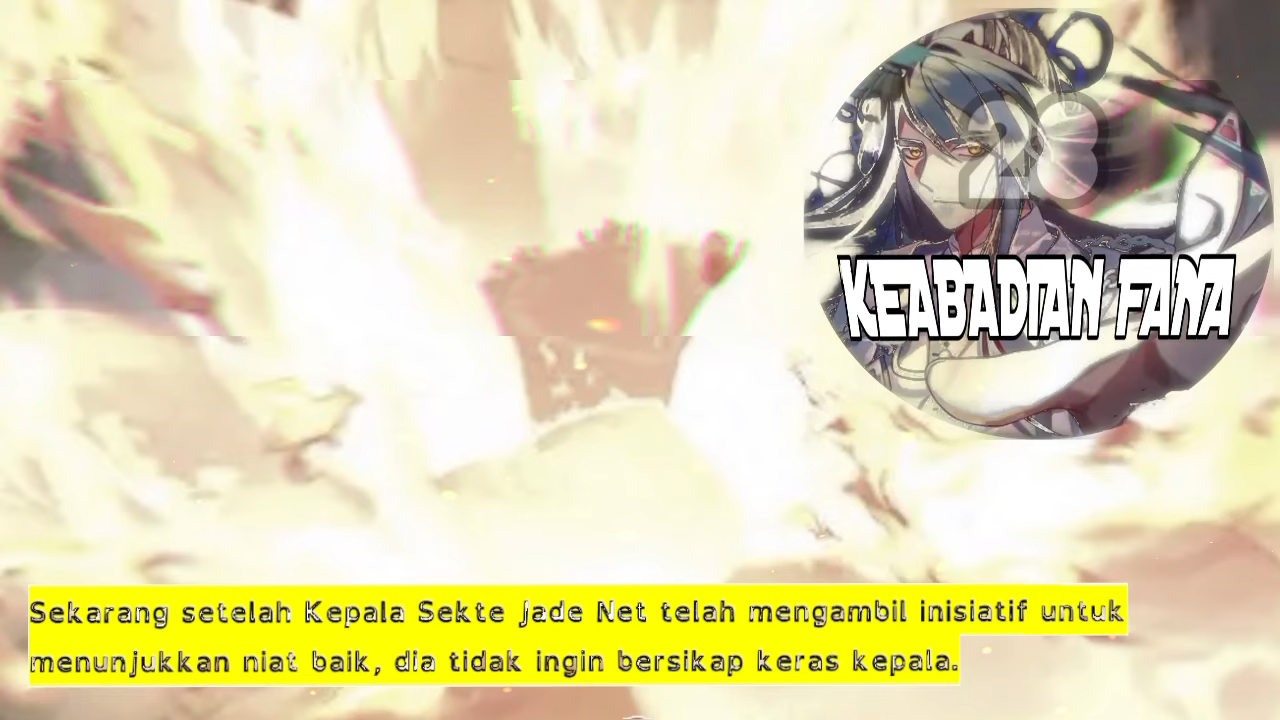 28
KEABADIAN FANA
Sekarang setelah Kepala Sekte Jade Net telah mengambil inisiatif untuk
menunjukkan niat baik, dia tidak ingin bersikap keras kepala.